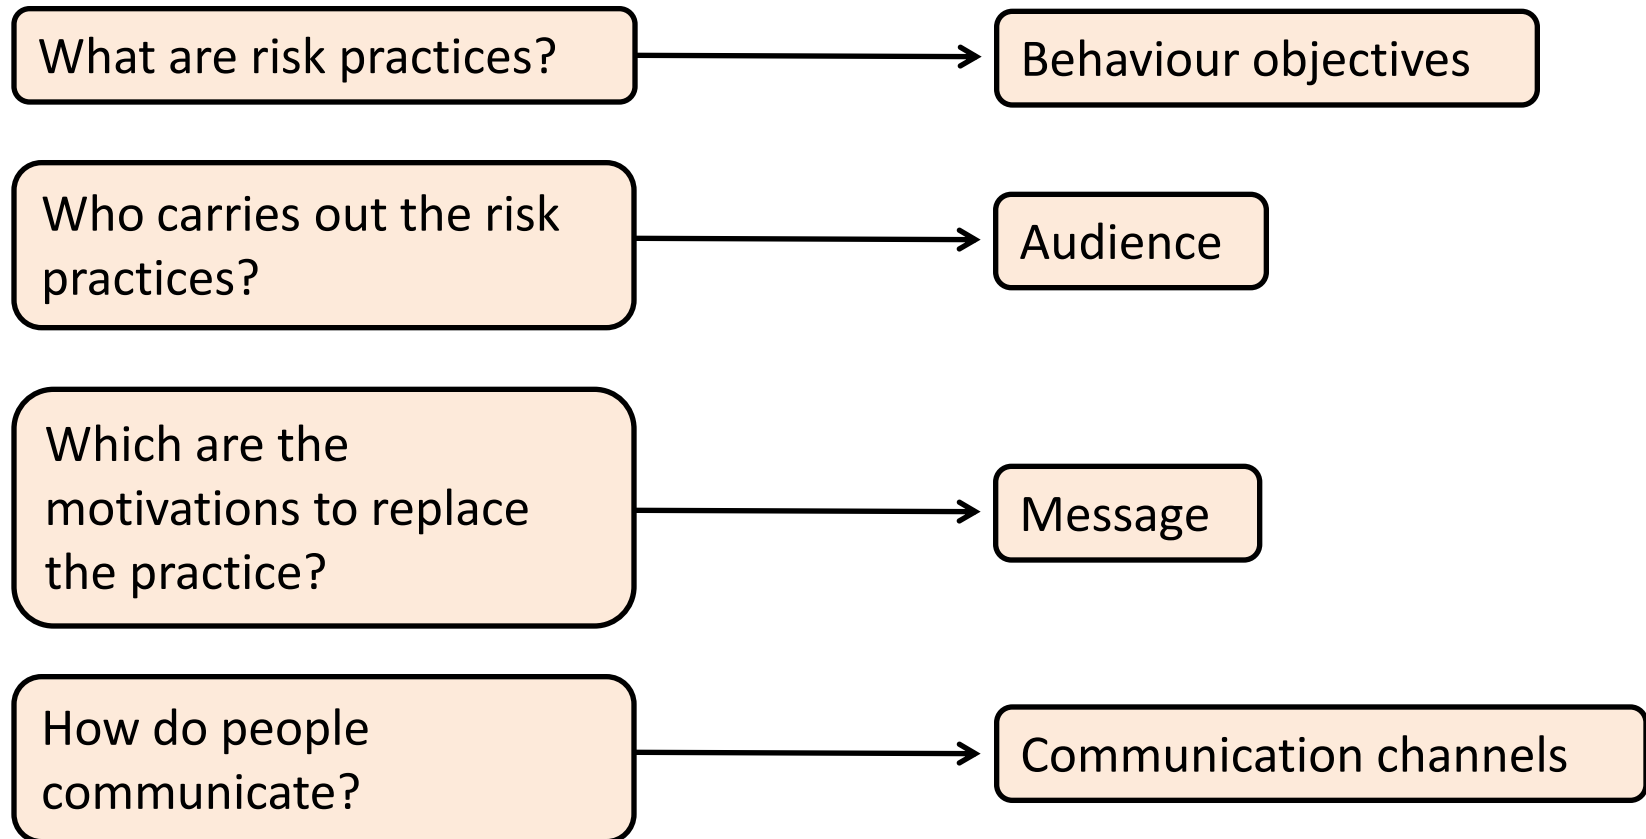 What are risk practices?
Behaviour objectives
Who carries out the risk
practices?
Audience
Which are the
motivations to replace
the practice?
Message
How do people
communicate?
Communication channels